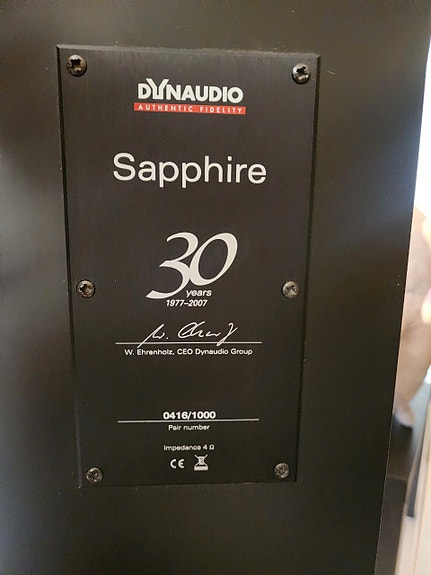 DYNAUDIO
AUTHENTIC FIDELITY
Sapphire
30
years
1977–2007
W. Ehrenholz, CEO Dynaudio Group
0416/1000
Pair number
Impedance 4 Ω
CE